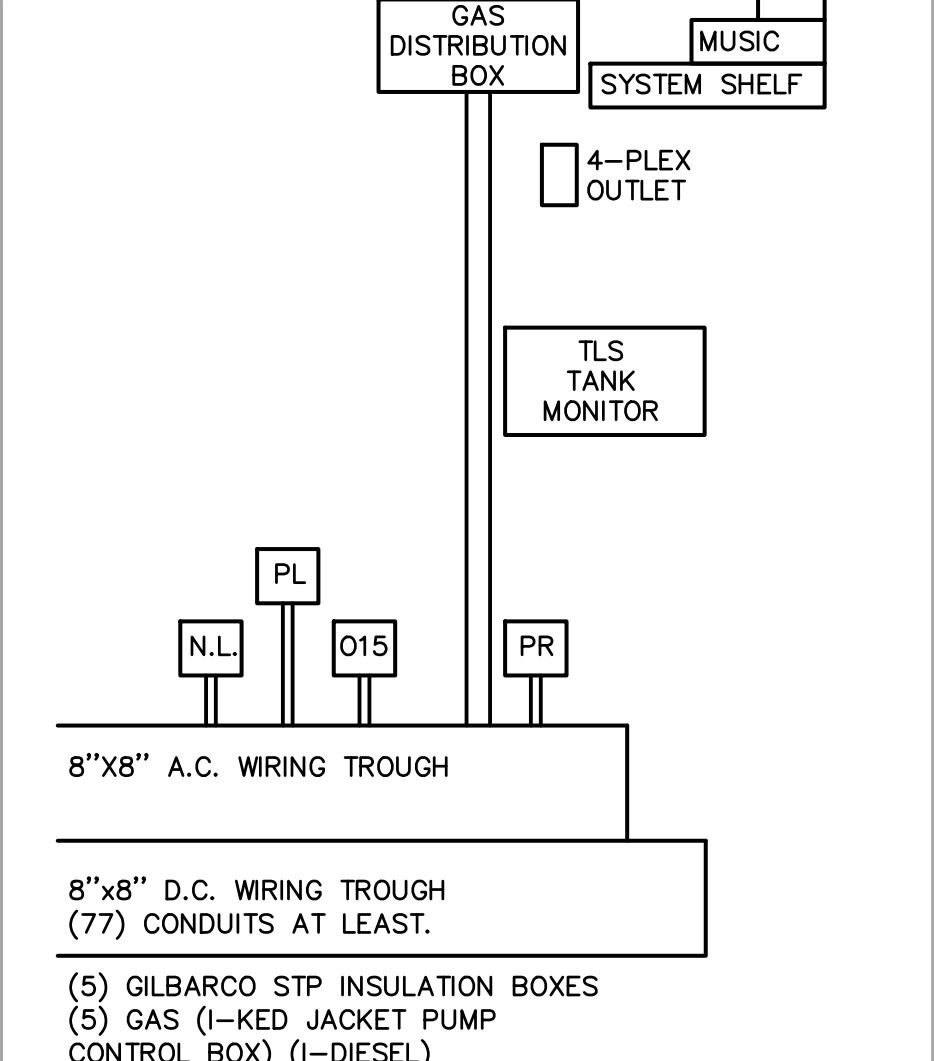 GAS
DISTRIBUTION
BOX
MUSIC
SYSTEM SHELF
4-PLEX
OUTLET
TLS
TANK
MONITOR
PL
N.L.
015
PR
8"X8" A.C. WIRING TROUGH
8"x8" D.C. WIRING TROUGH
(77) CONDUITS AT LEAST.
(5) GILBARCO STP INSULATION BOXES
(5) GAS (I-KED JACKET PUMP
CONTROL BOX) (I-DIESEL)